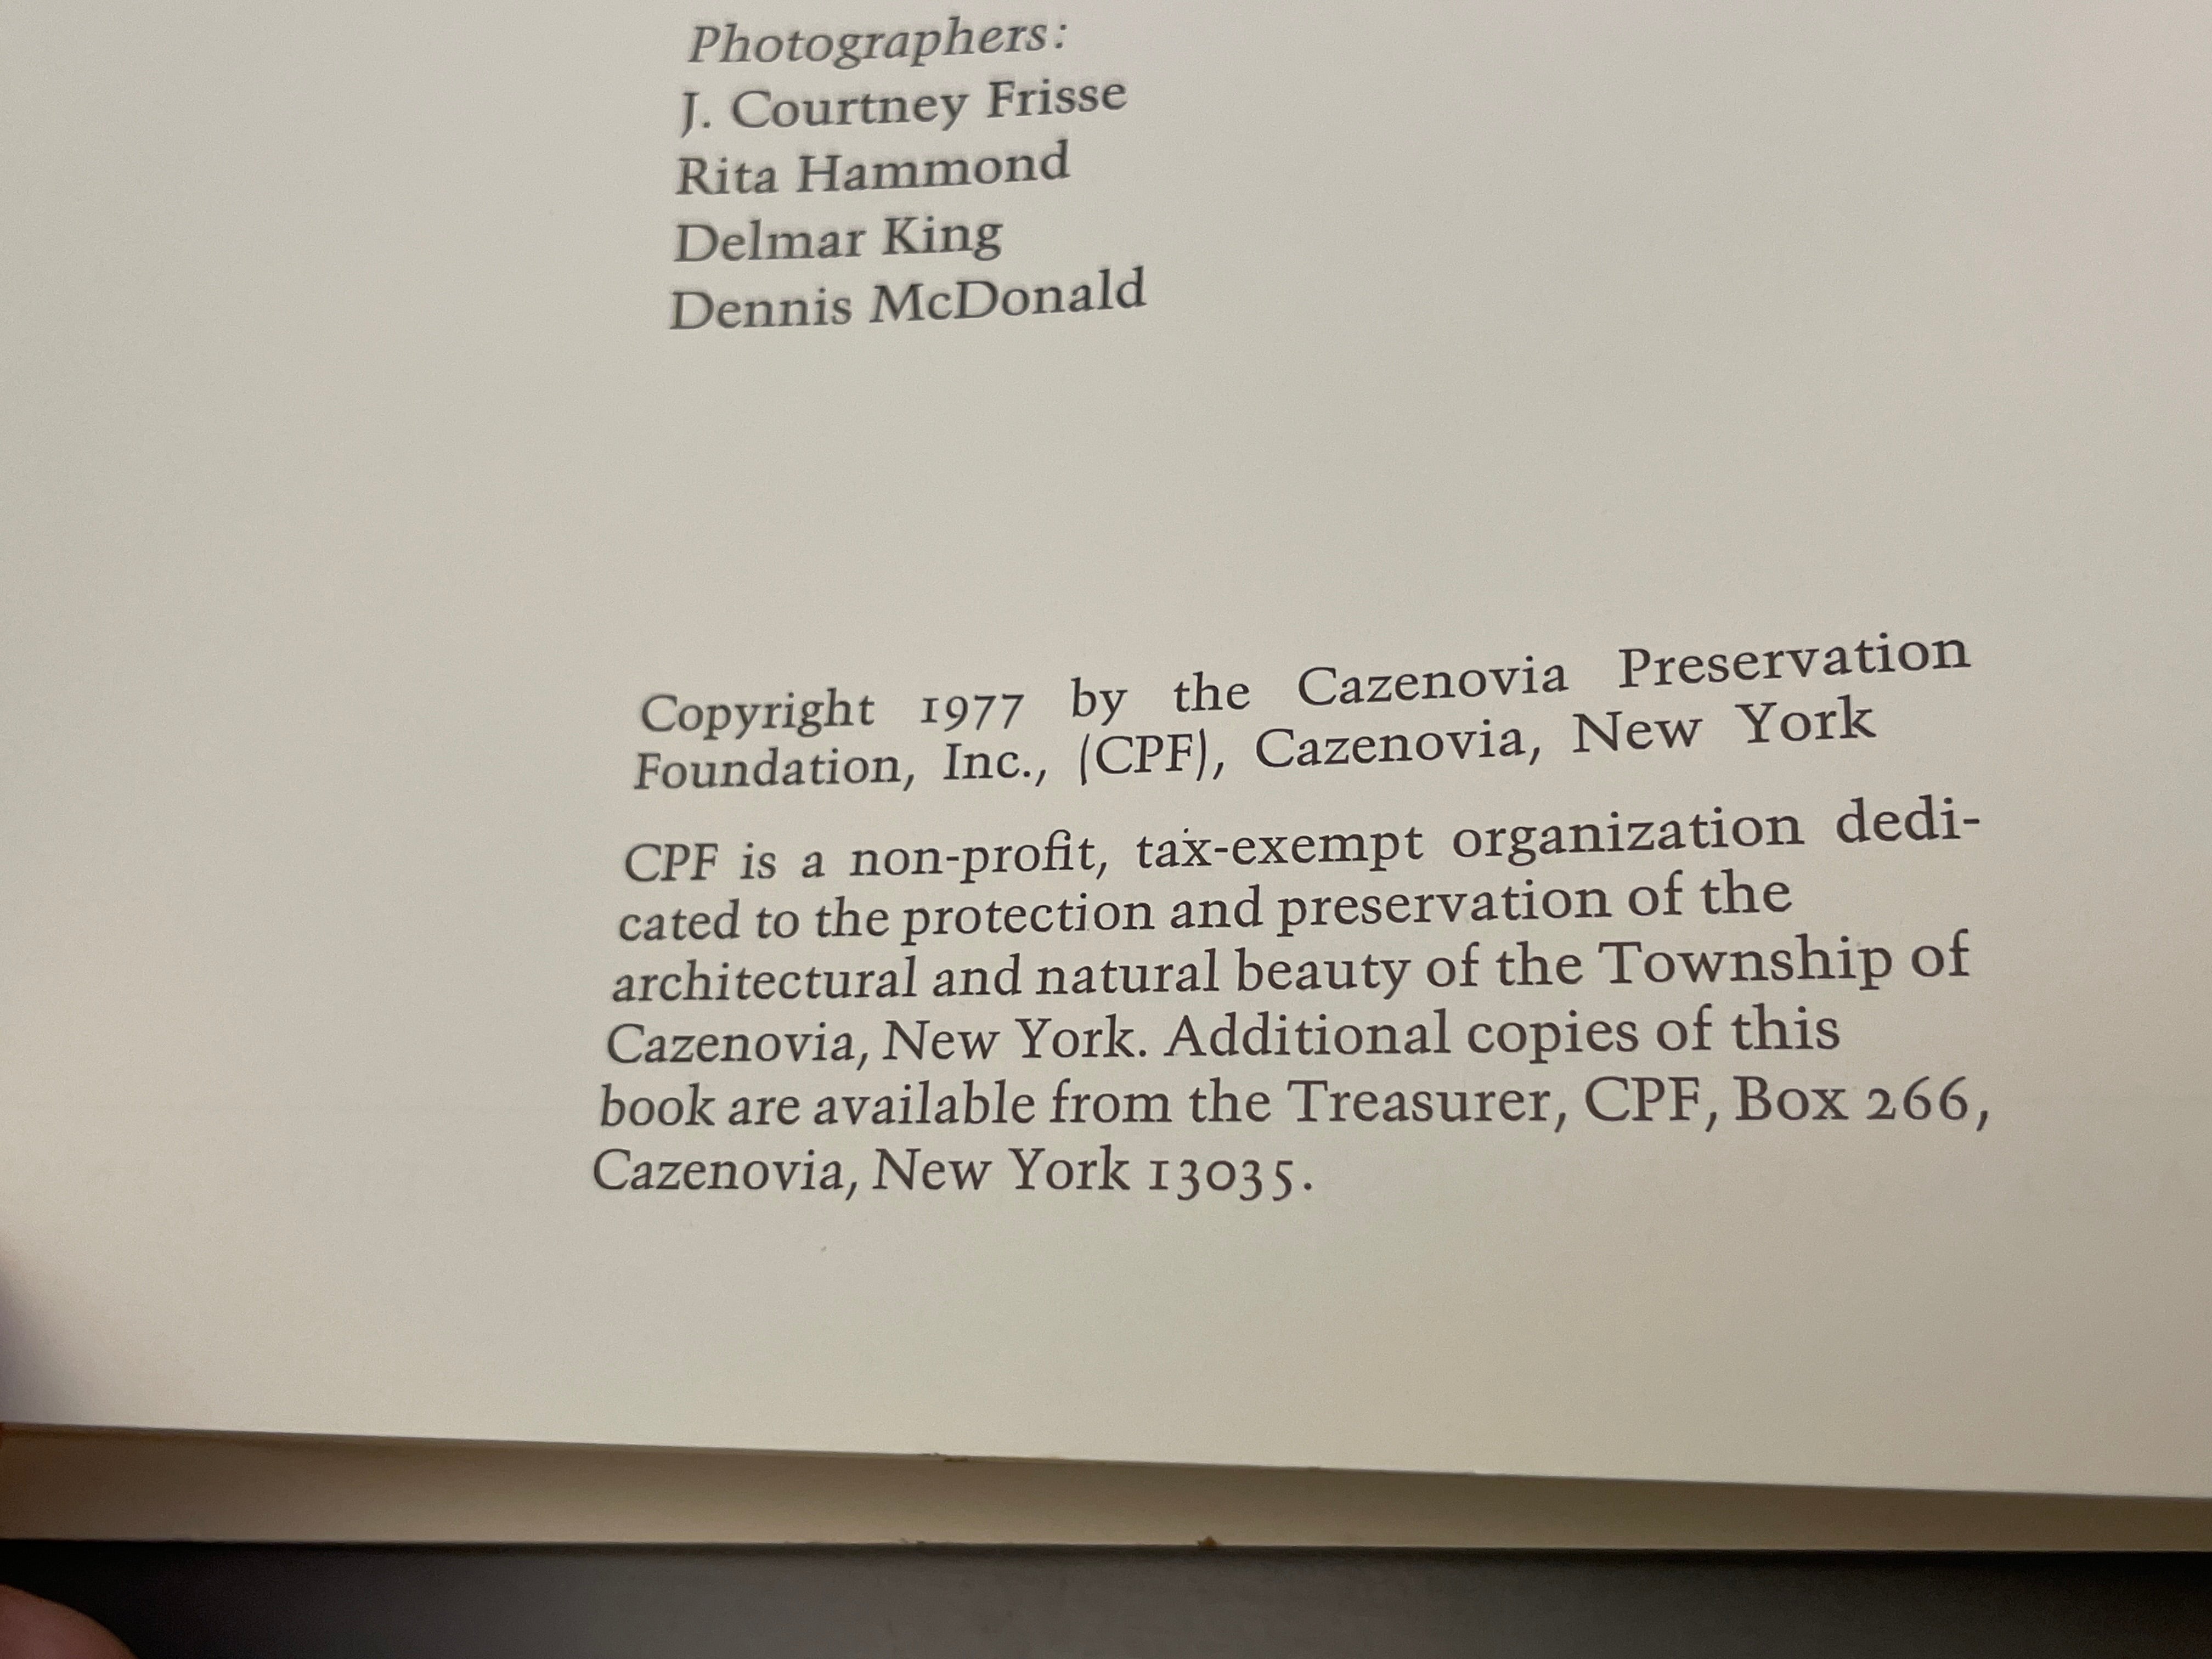 Photographers:
J. Courtney Frisse
Rita Hammond
Delmar King
Dennis McDonald
Copyright 1977 by the Cazenovia Preservation
Foundation, Inc., (CPF), Cazenovia, New York
CPF is a non-profit, tax-exempt organization dedi-
cated to the protection and preservation of the
architectural and natural beauty of the Township of
Cazenovia, New York. Additional copies of this
book are available from the Treasurer, CPF, Box 266,
Cazenovia, New York 13035.